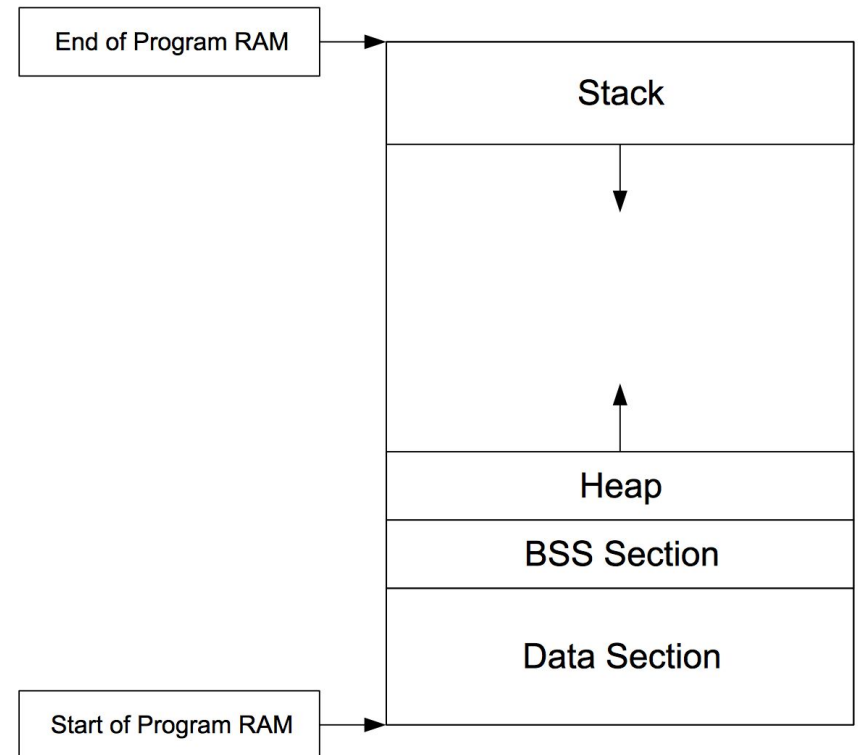 End of Program RAM
Stack
Heap
BSS Section
Data Section
Start of Program RAM